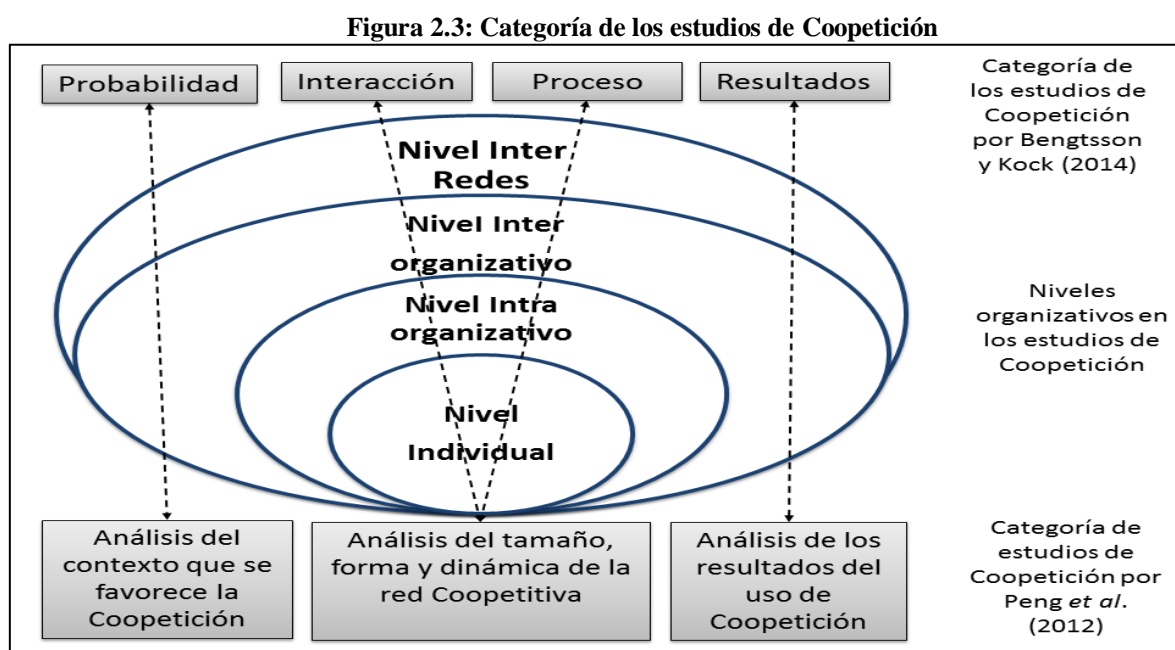 Figura 2.3: Categoría de los estudios de Coopetición
Probabilidad
Interacción
Proceso
Resultados
Categoría de
los estudios de
Coopetición
por Bengtsson
y Kock (2014)
Nivel Inter
Redes
Nivel Inter
organizativo
Nivel Intra
organizativo
Nivel
Individual
Niveles
organizativos en
los estudios de
Coopetición
Análisis del
contexto que se
favorece la
Coopetición
Análisis del tamaño,
forma y dinámica de la
red Coopetitiva
Análisis de los
resultados del
uso de
Coopetición
Categoría de
estudios de
Coopetición por
Peng et al.
(2012)